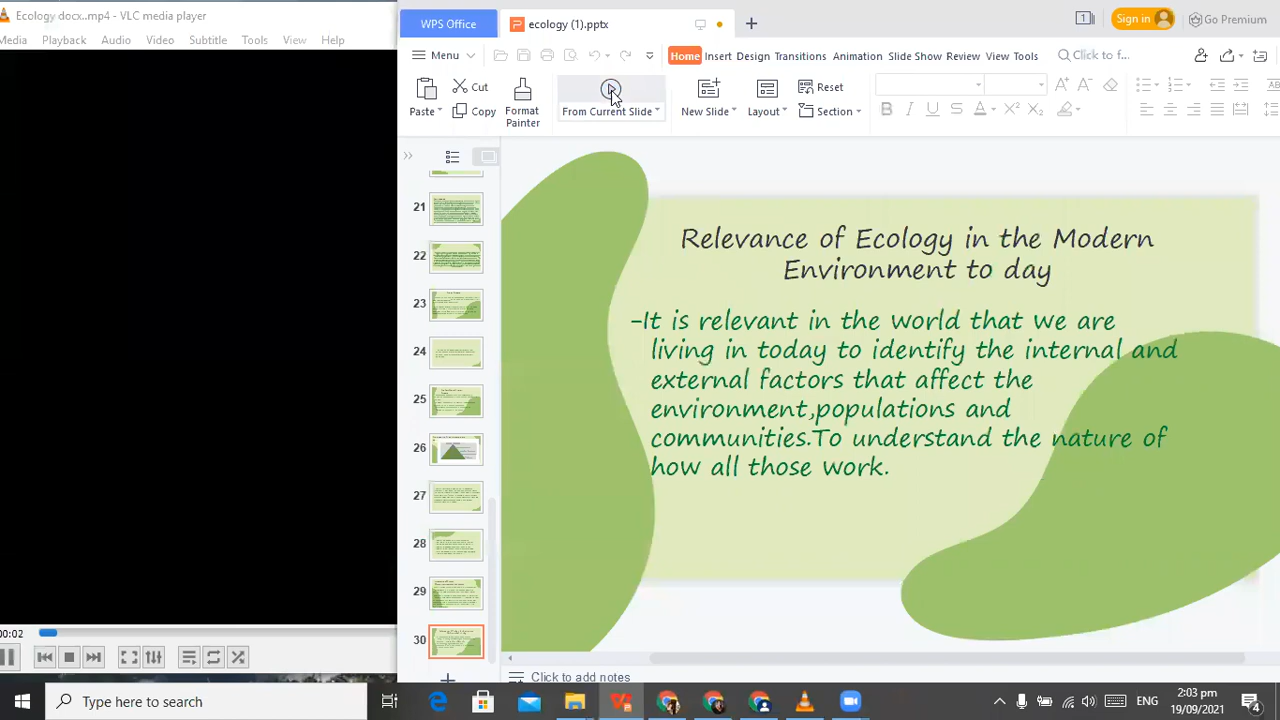 Ecology docx..mp4 - VLC media player
Media Playback Audio Video Subtitle Tools View Help
00:02
WPS Office
ecology (1).pptx
Sign in
Go Premium
Menu
Home Insert Design Transitions Animation Slide Show Review View Tools
Click to f...
Paste
Cut
Copy
Format Painter
From Current Slide
New Slide
Layout
Reset
Section
B I U S A
21
22
23
24
25
26
27
28
29
30
Relevance of Ecology in the Modern
Environment to day
-It is relevant in the world that we are
living in today to identify the internal and
external factors that affect the
environment,populations and
communities.To understand the nature of
how all those work.
Click to add notes
Type here to search
ENG
2:03 pm
19/09/2021
4